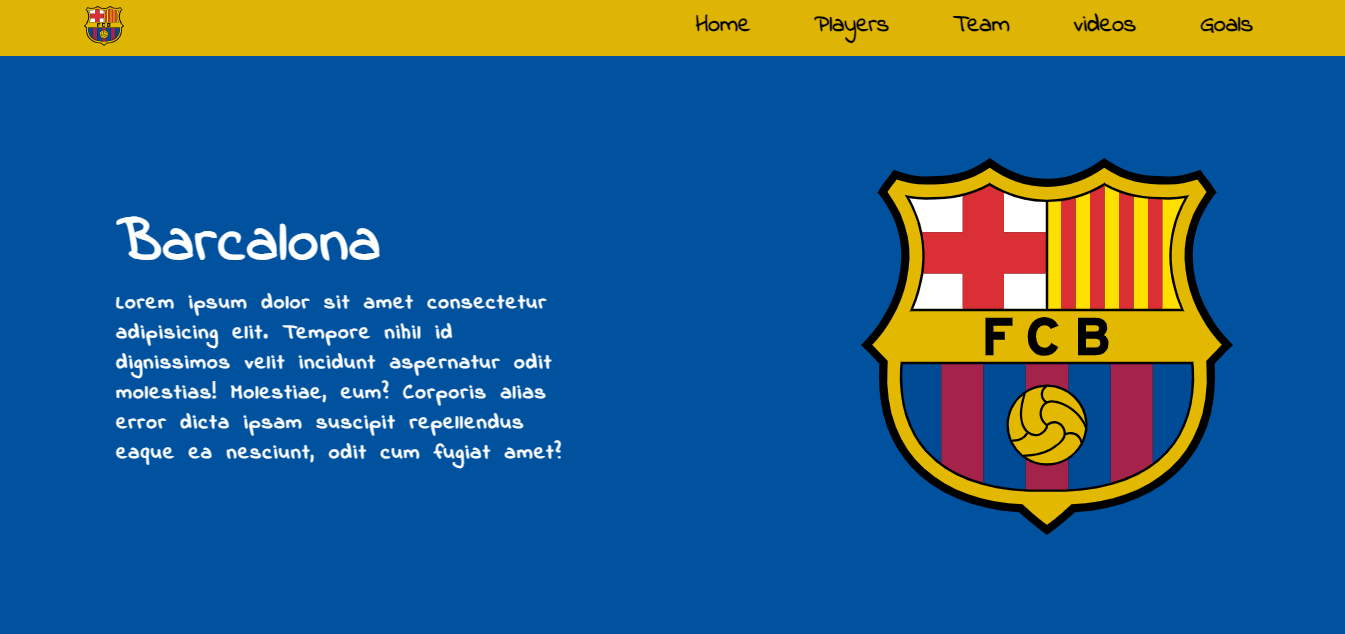 Home Players Team videos Goals
Barcalona
Lorem ipsum dolor sit amet consectetur
adipisicing elit. Tempore nihil id
dignissimos velit incidunt aspernatur odit
molestias! Molestiae, eum? Corporis alias
error dicta ipsam suscipit repellendus
eaque ea nesciunt, odit cum fugiat amet?
FCB